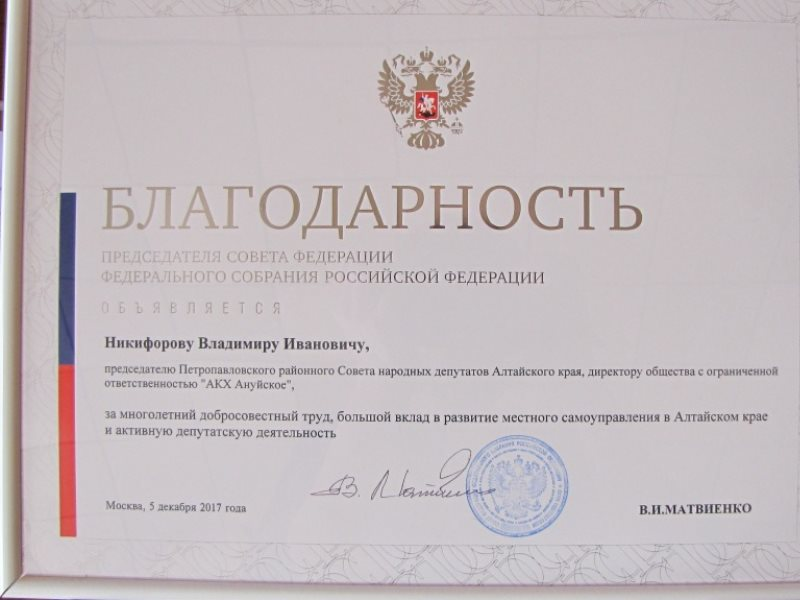 БЛАГОДАРНОСТЬ
ПРЕДСЕДАТЕЛЯ СОВЕТА ФЕДЕРАЦИИ
ФЕДЕРАЛЬНОГО СОБРАНИЯ РОССИЙСКОЙ ФЕДЕРАЦИИ
ОБЪЯВЛЯЕТСЯ
Никифорову Владимиру Ивановичу,
председателю Петропавловского районного Совета народных депутатов Алтайского края, директору общества с ограниченной
ответственностью "АКХ Ануйское",
за многолетний добросовестный труд, большой вклад в развитие местного самоуправления в Алтайском крае
и активную депутатскую деятельность
Москва, 5 декабря 2017 года
В.И.МАТВИЕНКО